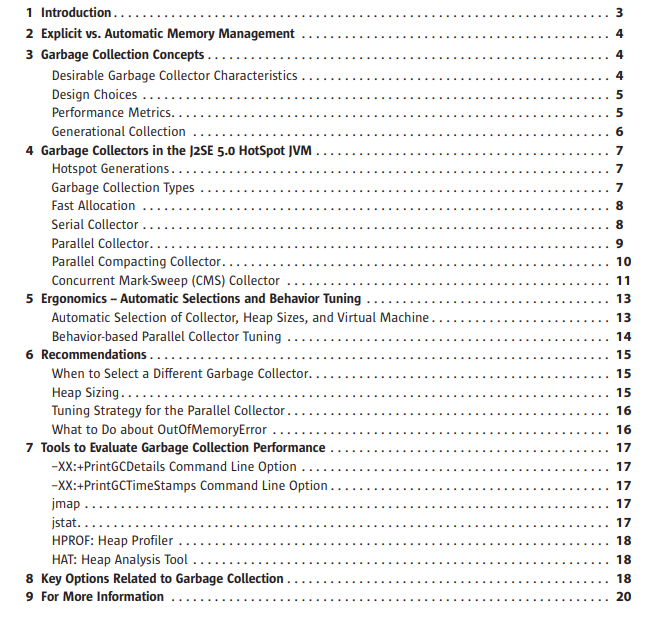 1 Introduction . . . . . . . . . . . . . . . . . . . . . . . . . . . . . . . . . . . . . . . . 3
2 Explicit vs. Automatic Memory Management . . . . . . . . . . . . . . . . . . . . 4
3 Garbage Collection Concepts . . . . . . . . . . . . . . . . . . . . . . . . . . . . 4
Desirable Garbage Collector Characteristics . . . . . . . . . . . . . . . . . . . . 4
Design Choices . . . . . . . . . . . . . . . . . . . . . . . . . . . . . . . . . . . . 5
Performance Metrics. . . . . . . . . . . . . . . . . . . . . . . . . . . . . . . . . . 5
Generational Collection . . . . . . . . . . . . . . . . . . . . . . . . . . . . . . . 6
4 Garbage Collectors in the J2SE 5.0 HotSpot JVM . . . . . . . . . . . . . . . . . . 7
Hotspot Generations . . . . . . . . . . . . . . . . . . . . . . . . . . . . . . . . . 7
Garbage Collection Types . . . . . . . . . . . . . . . . . . . . . . . . . . . . . . 7
Fast Allocation . . . . . . . . . . . . . . . . . . . . . . . . . . . . . . . . . . . 8
Serial Collector . . . . . . . . . . . . . . . . . . . . . . . . . . . . . . . . . . . 8
Parallel Collector. . . . . . . . . . . . . . . . . . . . . . . . . . . . . . . . . . 9
Parallel Compacting Collector. . . . . . . . . . . . . . . . . . . . . . . . . . . . 10
Concurrent Mark-Sweep (CMS) Collector . . . . . . . . . . . . . . . . . . . . . . . 11
5 Ergonomics – Automatic Selections and Behavior Tuning . . . . . . . . . . . . . . 13
Automatic Selection of Collector, Heap Sizes, and Virtual Machine . . . . . . . . . 13
Behavior-based Parallel Collector Tuning . . . . . . . . . . . . . . . . . . . . . . 14
6 Recommendations . . . . . . . . . . . . . . . . . . . . . . . . . . . . . . . . . . 15
When to Select a Different Garbage Collector. . . . . . . . . . . . . . . . . . . . 15
Heap Sizing . . . . . . . . . . . . . . . . . . . . . . . . . . . . . . . . . . . . . 15
Tuning Strategy for the Parallel Collector . . . . . . . . . . . . . . . . . . . . . 16
What to Do about OutOfMemoryError . . . . . . . . . . . . . . . . . . . . . . . . . 16
7 Tools to Evaluate Garbage Collection Performance . . . . . . . . . . . . . . . . . 17
–XX:+PrintGCDetails Command Line Option . . . . . . . . . . . . . . . . . . . . . . 17
–XX:+PrintGCTimeStamps Command Line Option . . . . . . . . . . . . . . . . . . . . . 17
jmap . . . . . . . . . . . . . . . . . . . . . . . . . . . . . . . . . . . . . . . . 17
jstat. . . . . . . . . . . . . . . . . . . . . . . . . . . . . . . . . . . . . . . . 17
HPROF: Heap Profiler . . . . . . . . . . . . . . . . . . . . . . . . . . . . . . . . 18
HAT: Heap Analysis Tool . . . . . . . . . . . . . . . . . . . . . . . . . . . . . . 18
8 Key Options Related to Garbage Collection . . . . . . . . . . . . . . . . . . . . . 18
9 For More Information . . . . . . . . . . . . . . . . . . . . . . . . . . . . . . . 20